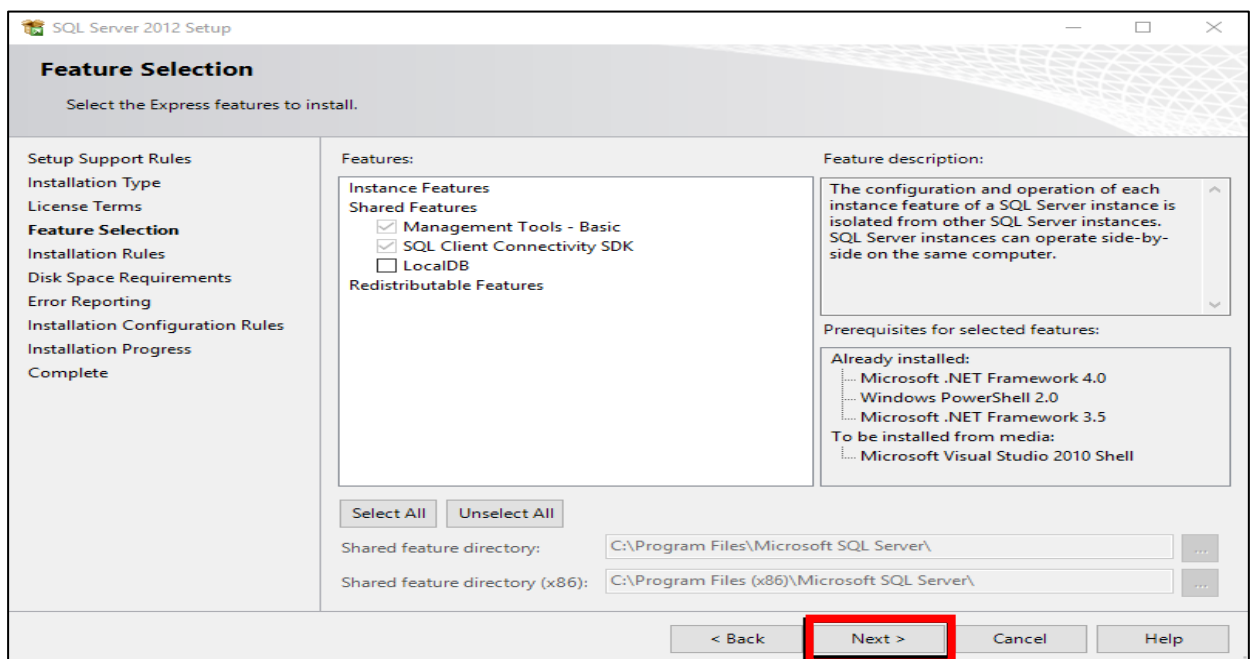 SQL Server 2012 Setup
Feature Selection
Select the Express features to install.
Setup Support Rules
Installation Type
License Terms
Feature Selection
Installation Rules
Disk Space Requirements
Error Reporting
Installation Configuration Rules
Installation Progress
Complete
Features:
Instance Features
Shared Features
Management Tools - Basic
SQL Client Connectivity SDK
LocalDB
Redistributable Features
Feature description:
The configuration and operation of each
instance feature of a SQL Server instance is
isolated from other SQL Server instances.
SQL Server instances can operate side-by-
side on the same computer.
Prerequisites for selected features:
Already installed:
Microsoft .NET Framework 4.0
Windows PowerShell 2.0
Microsoft .NET Framework 3.5
To be installed from media:
Microsoft Visual Studio 2010 Shell
Select All
Unselect All
Shared feature directory:
C:\Program Files\Microsoft SQL Server\
...
Shared feature directory (x86):
C:\Program Files (x86)\Microsoft SQL Server\
...
< Back
Next >
Cancel
Help